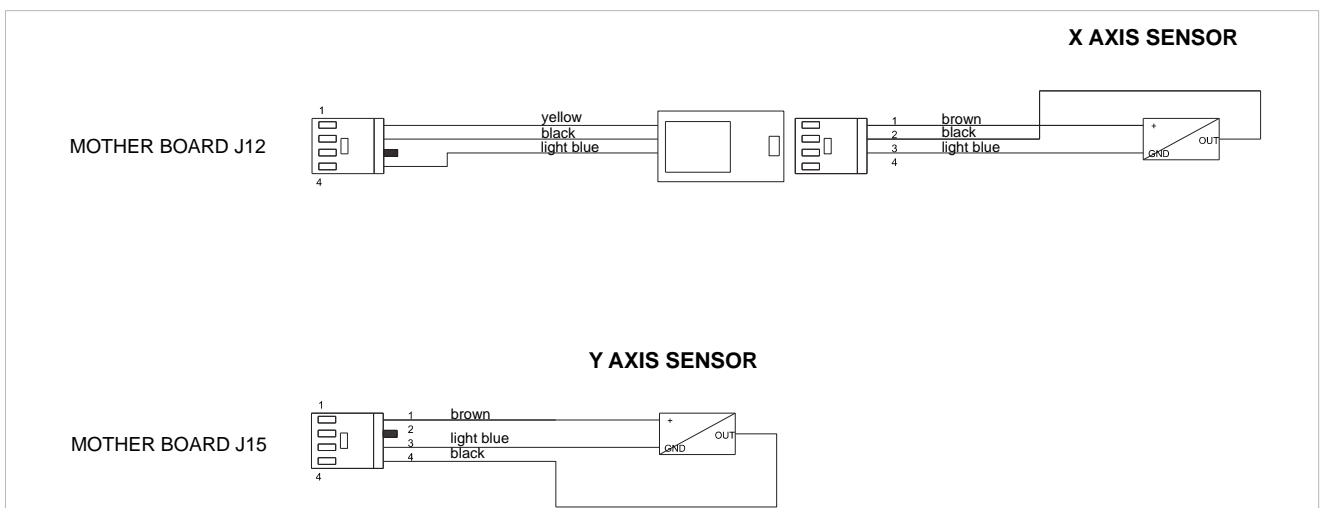 X AXIS SENSOR
MOTHER BOARD J12
1
4
yellow
black
light blue
1 brown
2 black
3 light blue
4
+
GND
OUT
Y AXIS SENSOR
MOTHER BOARD J15
1
4
1 brown
2
3 light blue
4 black
+
GND
OUT